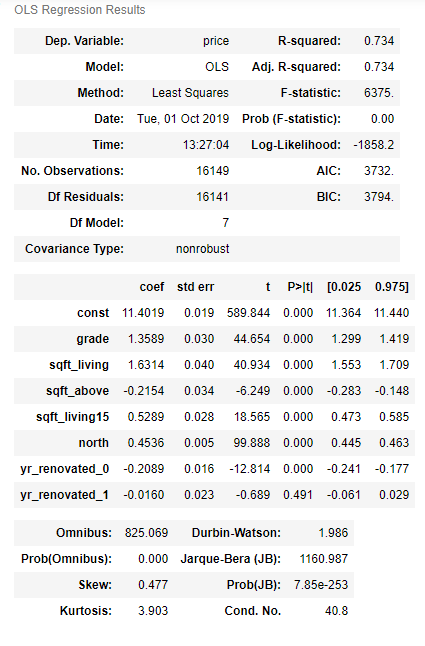 OLS Regression Results
Dep. Variable: price R-squared: 0.734
Model: OLS Adj. R-squared: 0.734
Method: Least Squares F-statistic: 6375.
Date: Tue, 01 Oct 2019 Prob (F-statistic): 0.00
Time: 13:27:04 Log-Likelihood: -1858.2
No. Observations: 16149 AIC: 3732.
Df Residuals: 16141 BIC: 3794.
Df Model: 7
Covariance Type: nonrobust
coef std err t P>|t| [0.025 0.975]
const 11.4019 0.019 589.844 0.000 11.364 11.440
grade 1.3589 0.030 44.654 0.000 1.299 1.419
sqft_living 1.6314 0.040 40.934 0.000 1.553 1.709
sqft_above -0.2154 0.034 -6.249 0.000 -0.283 -0.148
sqft_living15 0.5289 0.028 18.565 0.000 0.473 0.585
north 0.4536 0.005 99.888 0.000 0.445 0.463
yr_renovated_0 -0.2089 0.016 -12.814 0.000 -0.241 -0.177
yr_renovated_1 -0.0160 0.023 -0.689 0.491 -0.061 0.029
Omnibus: 825.069 Durbin-Watson: 1.986
Prob(Omnibus): 0.000 Jarque-Bera (JB): 1160.987
Skew: 0.477 Prob(JB): 7.85e-253
Kurtosis: 3.903 Cond. No. 40.8